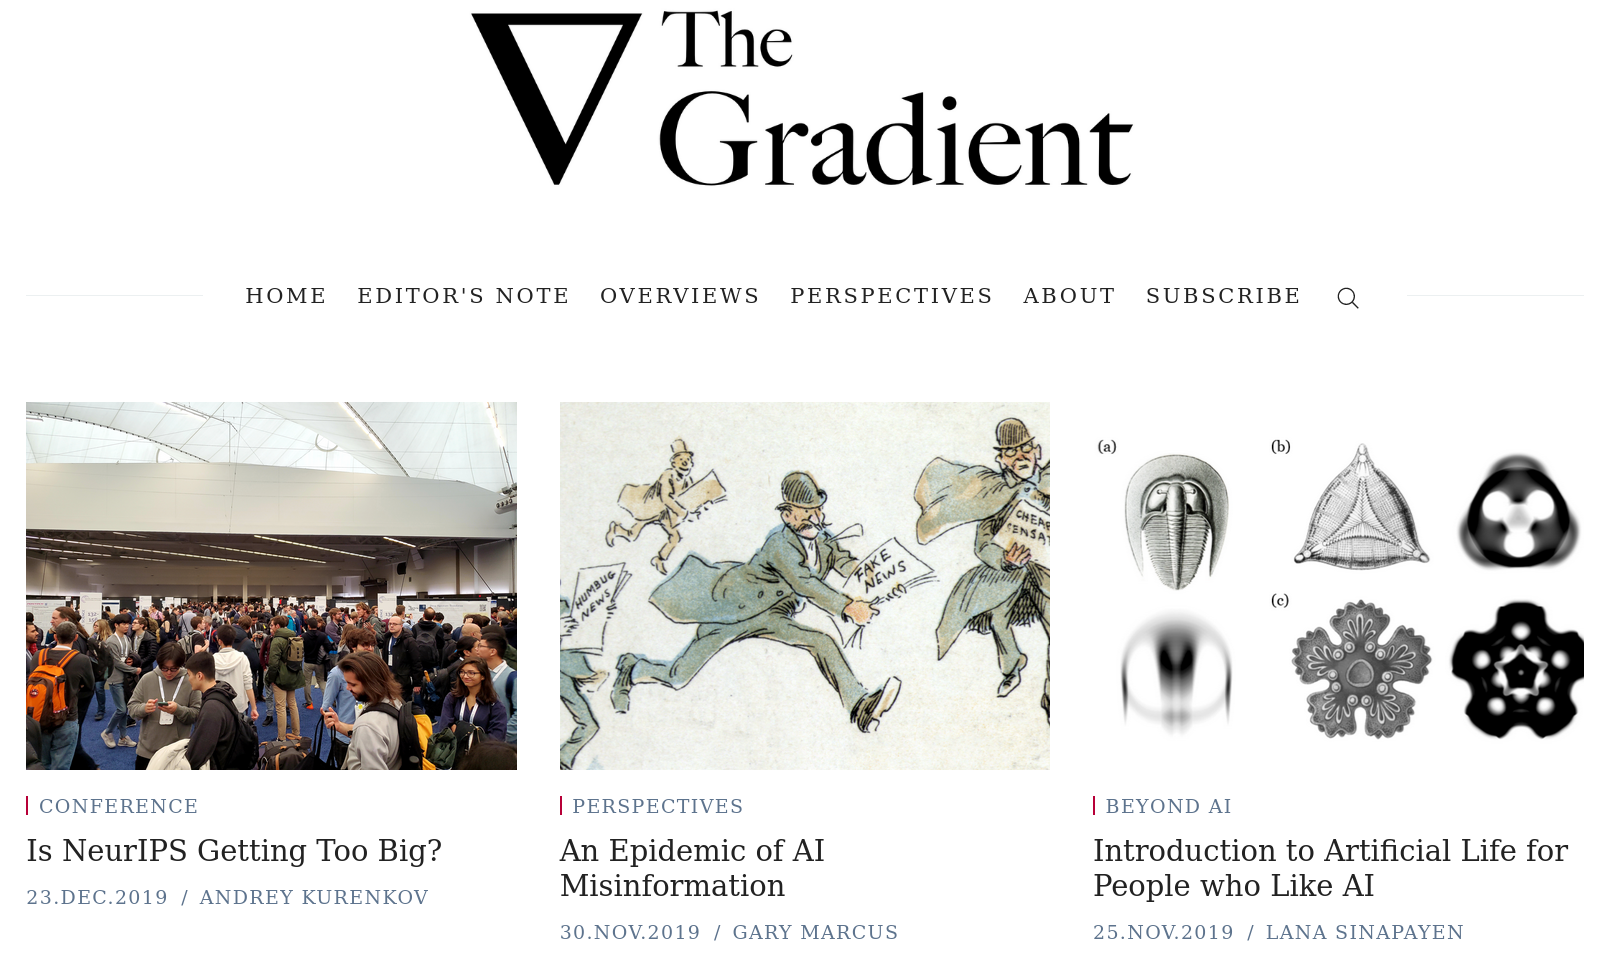 The
Gradient
HOME EDITOR'S NOTE OVERVIEWS PERSPECTIVES ABOUT SUBSCRIBE
HUMBUG
NEWS
FAKE
NEWS
CHEAP
SENSAT
(a)
(b)
(c)
CONFERENCE
Is NeurIPS Getting Too Big?
23.DEC.2019 / ANDREY KURENKOV
PERSPECTIVES
An Epidemic of AI
Misinformation
30.NOV.2019 / GARY MARCUS
BEYOND AI
Introduction to Artificial Life for
People who Like AI
25.NOV.2019 / LANA SINAPAYEN